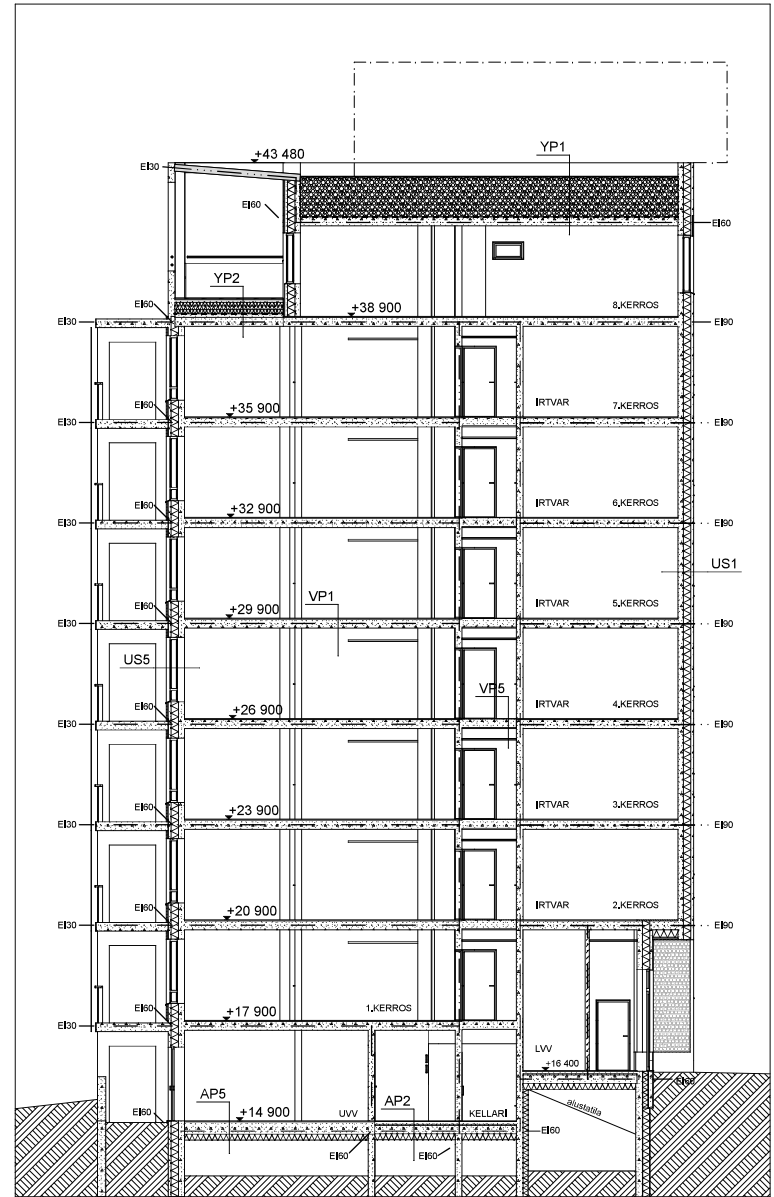 +43 480
YP1
EI30
EI60
EI60
YP2
+38 900
8.KERROS
EI60
EI30
EI90
+35 900
IRTVAR
7.KERROS
EI60
EI30
EI90
+32 900
IRTVAR
6.KERROS
EI60
EI30
EI90
US1
+29 900
VP1
IRTVAR
5.KERROS
EI60
EI30
EI90
US5
+26 900
VP5
IRTVAR
4.KERROS
EI60
EI30
EI90
+23 900
IRTVAR
3.KERROS
EI60
EI30
EI90
+20 900
IRTVAR
2.KERROS
EI60
EI30
EI90
+17 900
1.KERROS
EI60
EI30
LVV
+16 400
EI60
AP5
AP2
alustatila
+14 900
UVV
KELLARI
EI60
EI60
EI60
EI60